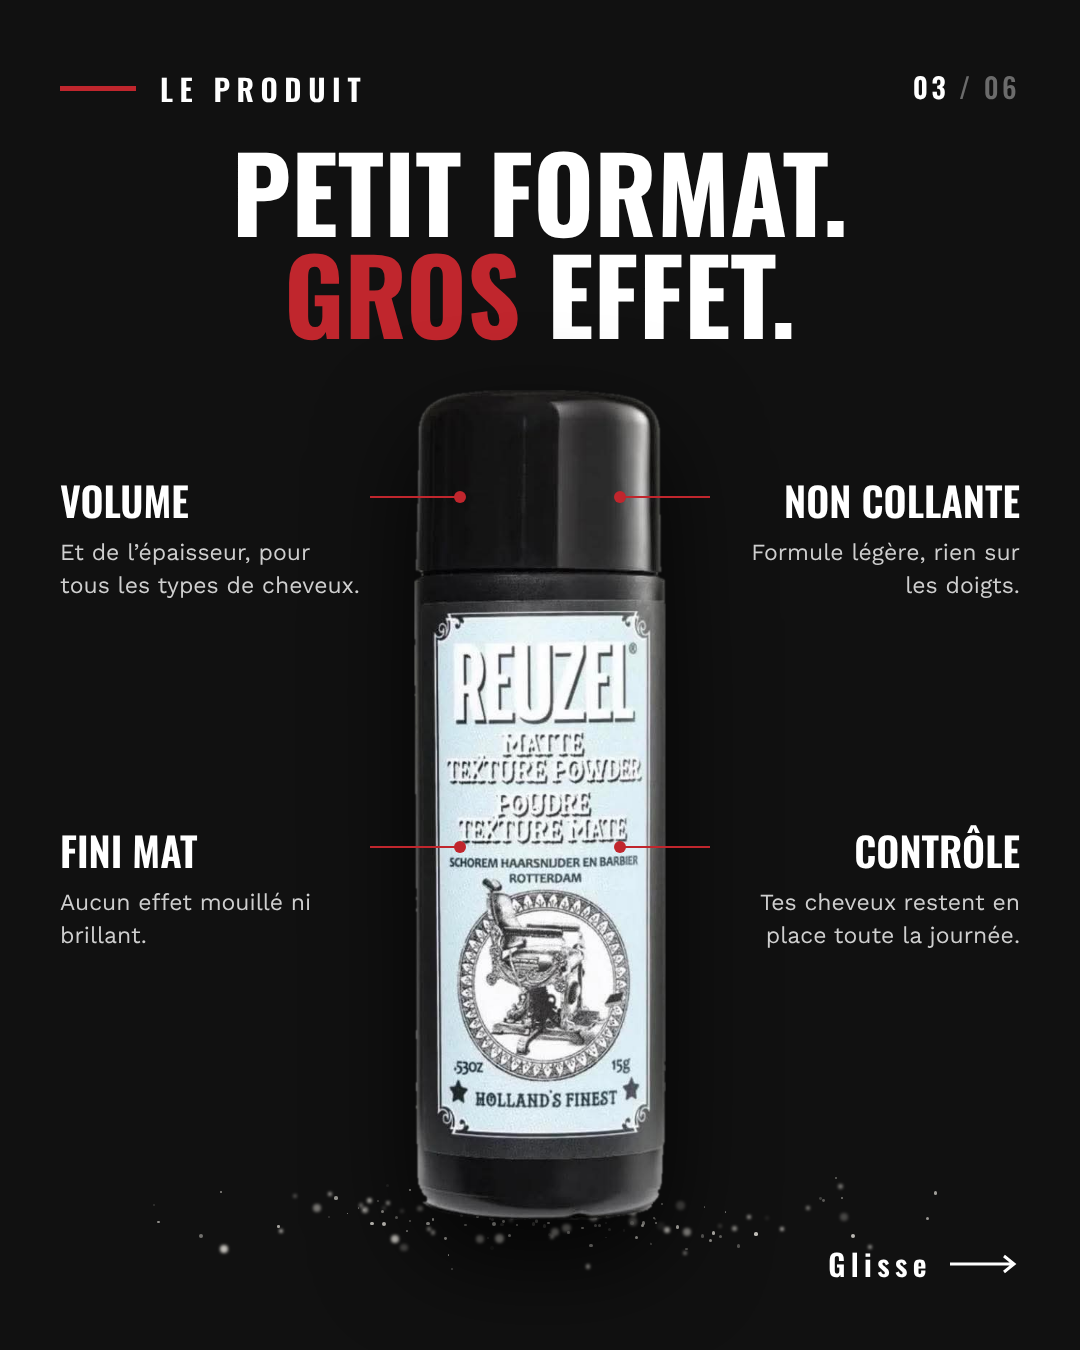 LE PRODUIT
03 / 06
PETIT FORMAT.
GROS EFFET.
VOLUME
Et de l’épaisseur, pour
tous les types de cheveux.
NON COLLANTE
Formule légère, rien sur
les doigts.
REUZEL®
MATTE
TEXTURE POWDER
POUDRE
TEXTURE MATE
SCHOREM HAARSNIJDER EN BARBIER
ROTTERDAM
.53OZ 15g
HOLLAND'S FINEST
FINI MAT
Aucun effet mouillé ni
brillant.
CONTRÔLE
Tes cheveux restent en
place toute la journée.
Glisse